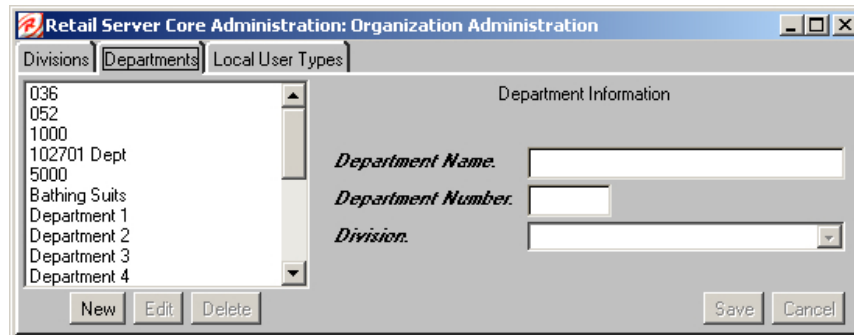 Retail Server Core Administration: Organization Administration
Divisions Departments Local User Types
036
052
1000
102701 Dept
5000
Bathing Suits
Department 1
Department 2
Department 3
Department 4
New Edit Delete
Department Information
Department Name:
Department Number:
Division:
Save Cancel